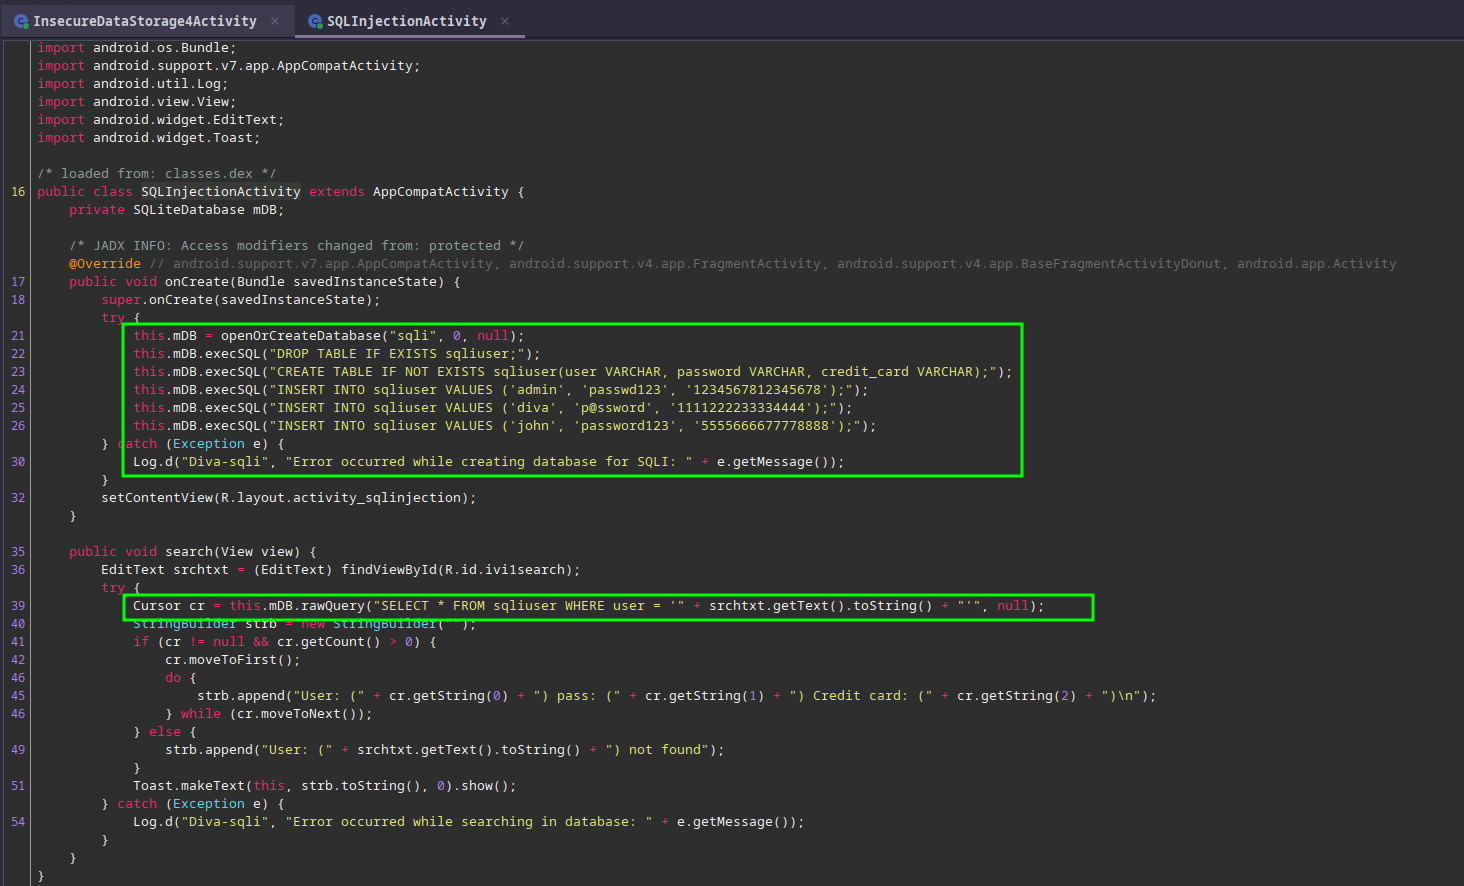 InsecureDataStorage4Activity × SQLInjectionActivity ×
import android.os.Bundle;
import android.support.v7.app.AppCompatActivity;
import android.util.Log;
import android.view.View;
import android.widget.EditText;
import android.widget.Toast;
/* loaded from: classes.dex */
16 public class SQLInjectionActivity extends AppCompatActivity {
private SQLiteDatabase mDB;
/* JADX INFO: Access modifiers changed from: protected */
@Override // android.support.v7.app.AppCompatActivity, android.support.v4.app.FragmentActivity, android.support.v4.app.BaseFragmentActivityDonut, android.app.Activity
17 public void onCreate(Bundle savedInstanceState) {
18 super.onCreate(savedInstanceState);
try {
21 this.mDB = openOrCreateDatabase("sqli", 0, null);
22 this.mDB.execSQL("DROP TABLE IF EXISTS sqliuser;");
23 this.mDB.execSQL("CREATE TABLE IF NOT EXISTS sqliuser(user VARCHAR, password VARCHAR, credit_card VARCHAR);");
24 this.mDB.execSQL("INSERT INTO sqliuser VALUES ('admin', 'passwd123', '1234567812345678');");
25 this.mDB.execSQL("INSERT INTO sqliuser VALUES ('diva', 'p@ssword', '1111222233334444');");
26 this.mDB.execSQL("INSERT INTO sqliuser VALUES ('john', 'password123', '5555666677778888');");
} catch (Exception e) {
30 Log.d("Diva-sqli", "Error occurred while creating database for SQLI: " + e.getMessage());
}
32 setContentView(R.layout.activity_sqlinjection);
}
35 public void search(View view) {
36 EditText srchtxt = (EditText) findViewById(R.id.ivi1search);
try {
39 Cursor cr = this.mDB.rawQuery("SELECT * FROM sqliuser WHERE user = '" + srchtxt.getText().toString() + "'", null);
40 StringBuilder strb = new StringBuilder("");
41 if (cr != null && cr.getCount() > 0) {
42 cr.moveToFirst();
46 do {
45 strb.append("User: (" + cr.getString(0) + ") pass: (" + cr.getString(1) + ") Credit card: (" + cr.getString(2) + ")\n");
46 } while (cr.moveToNext());
} else {
49 strb.append("User: (" + srchtxt.getText().toString() + ") not found");
}
51 Toast.makeText(this, strb.toString(), 0).show();
} catch (Exception e) {
54 Log.d("Diva-sqli", "Error occurred while searching in database: " + e.getMessage());
}
}
}